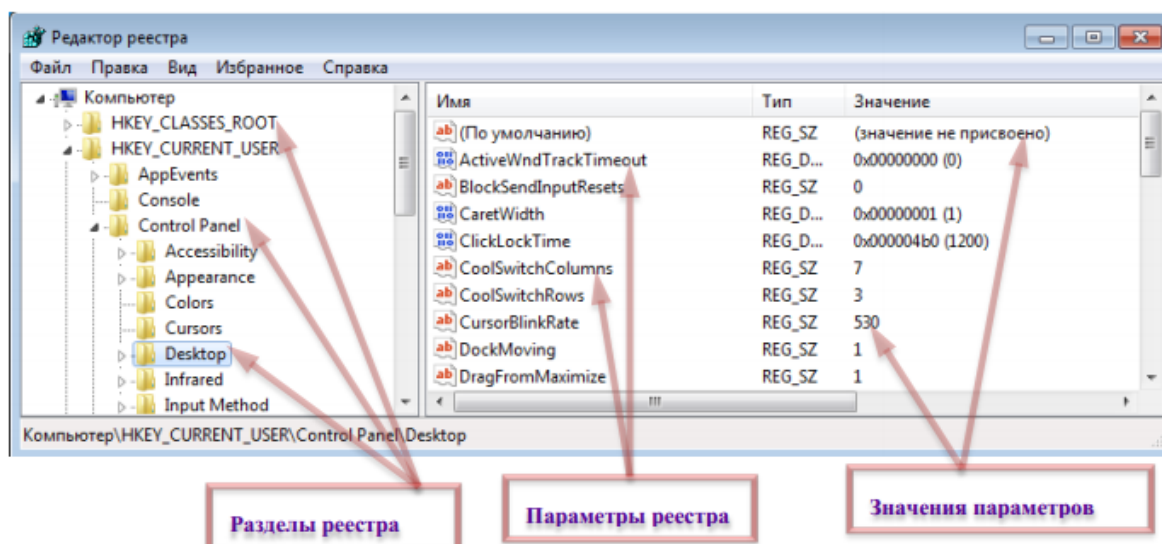 Редактор реестра
Файл Правка Вид Избранное Справка
Компьютер
HKEY_CLASSES_ROOT
HKEY_CURRENT_USER
AppEvents
Console
Control Panel
Accessibility
Appearance
Colors
Cursors
Desktop
Infrared
Input Method
Имя Тип Значение
(По умолчанию) REG_SZ (значение не присвоено)
ActiveWndTrackTimeout REG_D... 0x00000000 (0)
BlockSendInputResets REG_SZ 0
CaretWidth REG_D... 0x00000001 (1)
ClickLockTime REG_D... 0x000004b0 (1200)
CoolSwitchColumns REG_SZ 7
CoolSwitchRows REG_SZ 3
CursorBlinkRate REG_SZ 530
DockMoving REG_SZ 1
DragFromMaximize REG_SZ 1
Компьютер\HKEY_CURRENT_USER\Control Panel\Desktop
Разделы реестра
Параметры реестра
Значения параметров